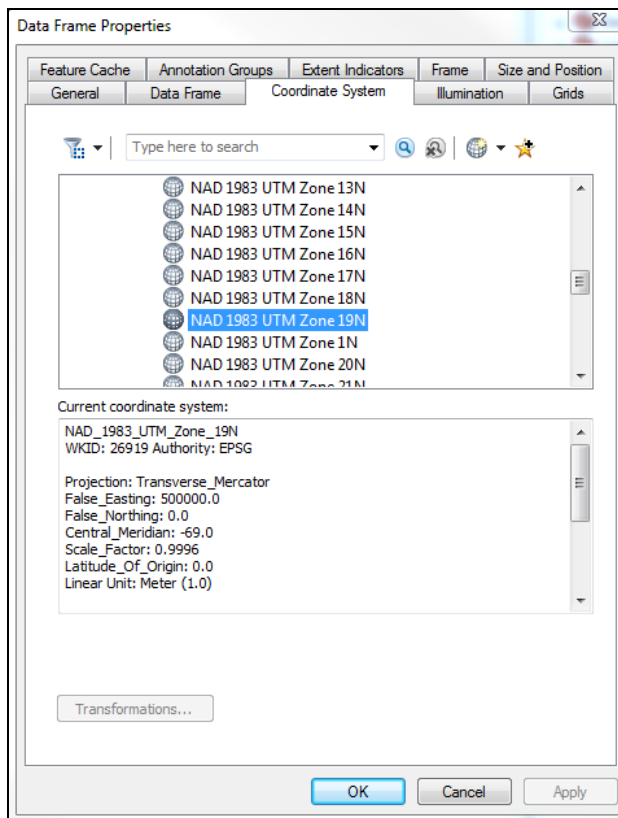 Data Frame Properties
Feature Cache Annotation Groups Extent Indicators Frame Size and Position
General Data Frame Coordinate System Illumination Grids
Type here to search
NAD 1983 UTM Zone 13N
NAD 1983 UTM Zone 14N
NAD 1983 UTM Zone 15N
NAD 1983 UTM Zone 16N
NAD 1983 UTM Zone 17N
NAD 1983 UTM Zone 18N
NAD 1983 UTM Zone 19N
NAD 1983 UTM Zone 1N
NAD 1983 UTM Zone 20N
NAD 1983 UTM Zone 21N
Current coordinate system:
NAD_1983_UTM_Zone_19N
WKID: 26919 Authority: EPSG
Projection: Transverse_Mercator
False_Easting: 500000.0
False_Northing: 0.0
Central_Meridian: -69.0
Scale_Factor: 0.9996
Latitude_Of_Origin: 0.0
Linear Unit: Meter (1.0)
Transformations...
OK Cancel Apply